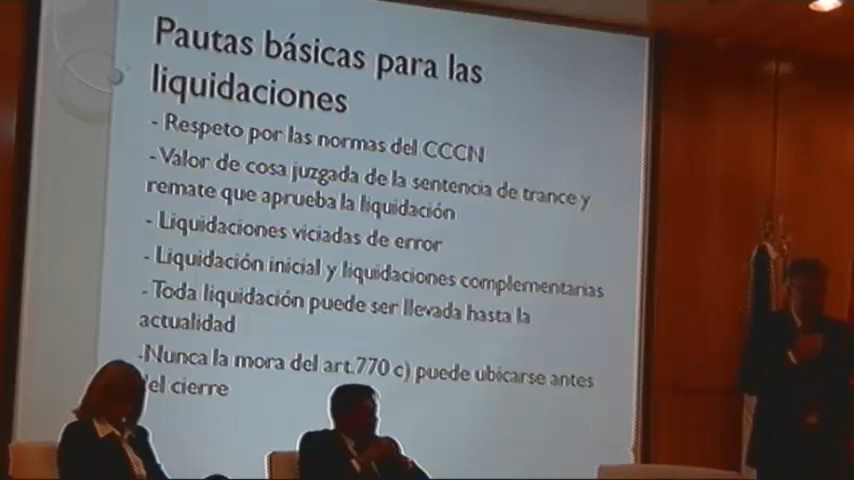 Pautas básicas para las
liquidaciones
- Respeto por las normas del CCCN
- Valor de cosa juzgada de la sentencia de trance y
remate que aprueba la liquidación
- Liquidaciones viciadas de error
- Liquidación inicial y liquidaciones complementarias
- Toda liquidación puede ser llevada hasta la
actualidad
-Nunca la mora del art.770 c) puede ubicarse antes
del cierre